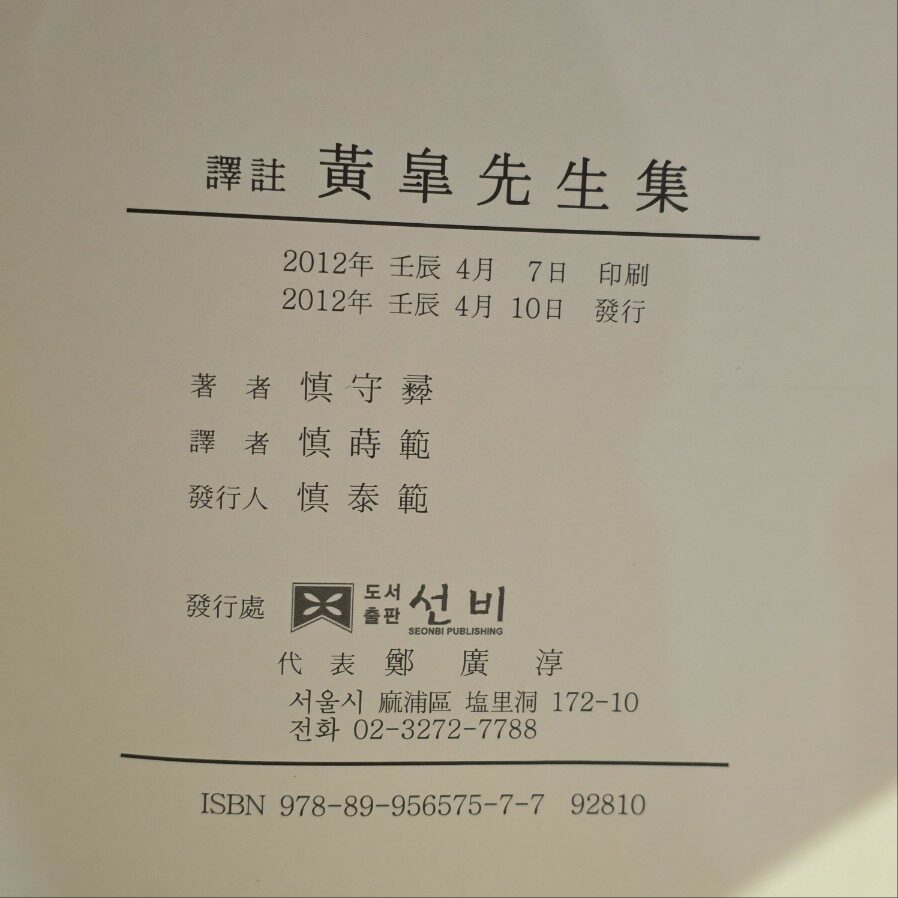 譯註 黃皐先生集
2012年 壬辰 4月 7日 印刷
2012年 壬辰 4月 10日 發行
著者 愼守彛
譯者 愼蒔範
發行人 愼泰範
發行處 도서출판 선비
SEONBI PUBLISHING
代表 鄭廣淳
서울시 麻浦區 塩里洞 172-10
전화 02-3272-7788
ISBN 978-89-956575-7-7 92810